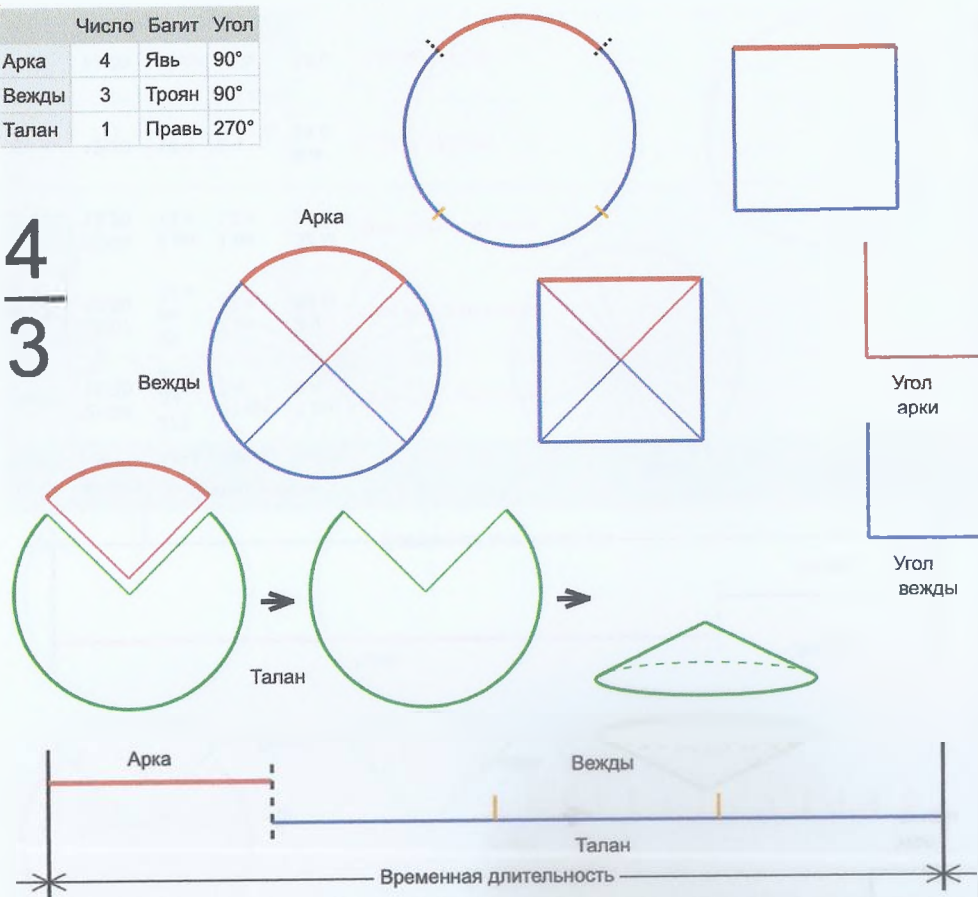 Число Багит Угол
Арка 4 Явь 90°
Вежды 3 Троян 90°
Талан 1 Правь 270°
4
3
Арка
Вежды
Угол
арки
Угол
вежды
Талан
Арка
Вежды
Талан
Временная длительность